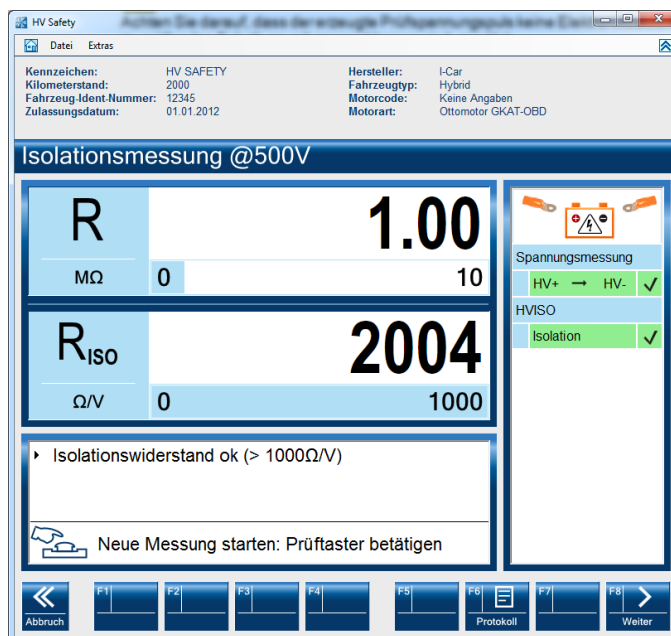 HV Safety
Achten Sie darauf, dass der erzeugte Prüfspannungspuls keine
Datei Extras
Kennzeichen: HV SAFETY Hersteller: I-Car
Kilometerstand: 2000 Fahrzeugtyp: Hybrid
Fahrzeug-Ident-Nummer: 12345 Motorcode: Keine Angaben
Zulassungsdatum: 01.01.2012 Motorart: Ottomotor GKAT-OBD
Isolationsmessung @500V
R 1.00
MΩ 0 10
RISO 2004
Ω/V 0 1000
Isolationswiderstand ok (> 1000Ω/V)
Neue Messung starten: Prüftaster betätigen
Spannungsmessung
HV+ → HV- ✓
HVISO
Isolation ✓
Abbruch
F1
F2
F3
F4
F5
F6 Protokoll
F7
F8 Weiter